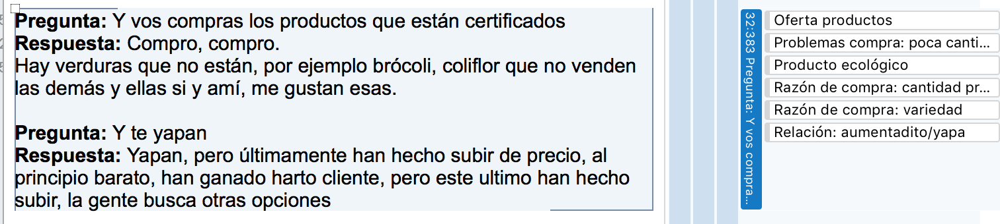 Pregunta: Y vos compras los productos que están certificados
Respuesta: Compro, compro.
Hay verduras que no están, por ejemplo brócoli, coliflor que no venden
las demás y ellas si y amí, me gustan esas.
Pregunta: Y te yapan
Respuesta: Yapan, pero últimamente han hecho subir de precio, al
principio barato, han ganado harto cliente, pero este ultimo han hecho
subir, la gente busca otras opciones
32:383 Pregunta: Y vos compra...
Oferta productos
Problemas compra: poca canti...
Producto ecológico
Razón de compra: cantidad pr...
Razón de compra: variedad
Relación: aumentadito/yapa